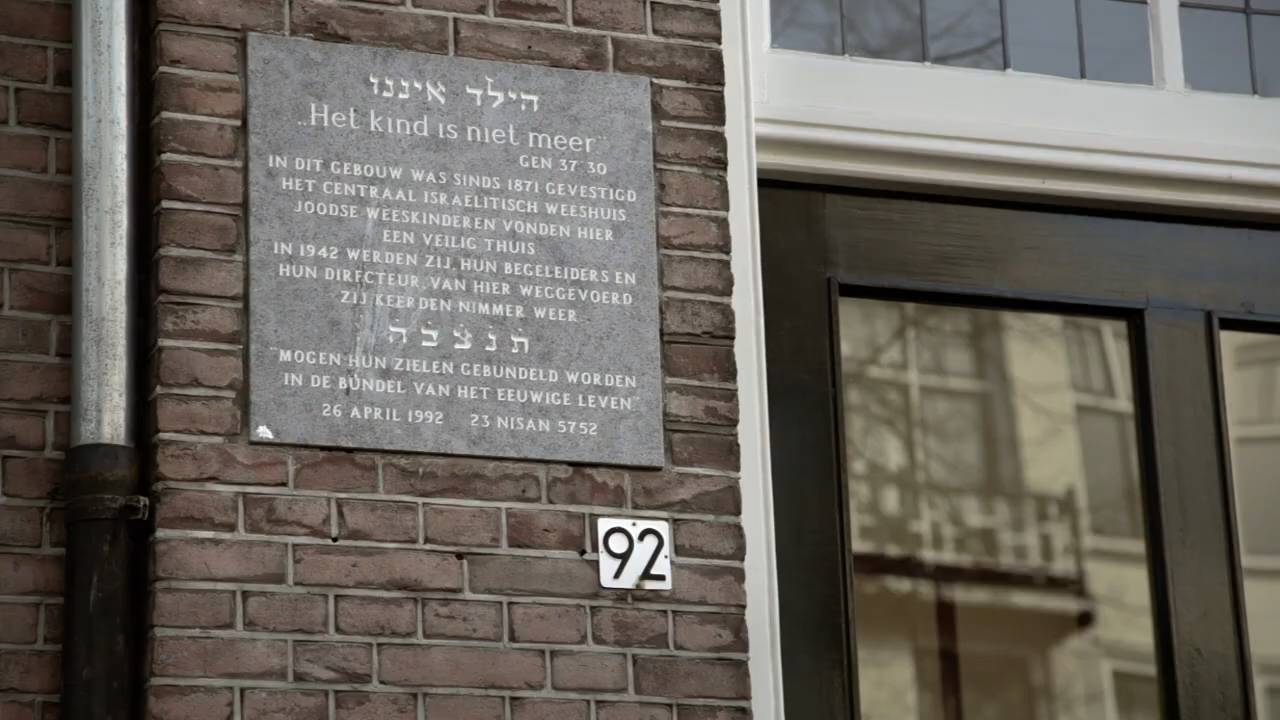 הילד איננו
„Het kind is niet meer”
GEN 37 30
IN DIT GEBOUW WAS SINDS 1871 GEVESTIGD
HET CENTRAAL ISRAELITISCH WEESHUIS
JOODSE WEESKINDEREN VONDEN HIER
EEN VEILIG THUIS
IN 1942 WERDEN ZIJ, HUN BEGELEIDERS EN
HUN DIRECTEUR, VAN HIER WEGGEVOERD
ZIJ KEERDEN NIMMER WEER.
ת נ צ ב ה
"MOGEN HUN ZIELEN GEBUNDELD WORDEN
IN DE BUNDEL VAN HET EEUWIGE LEVEN"
26 APRIL 1992 23 NISAN 5752
92